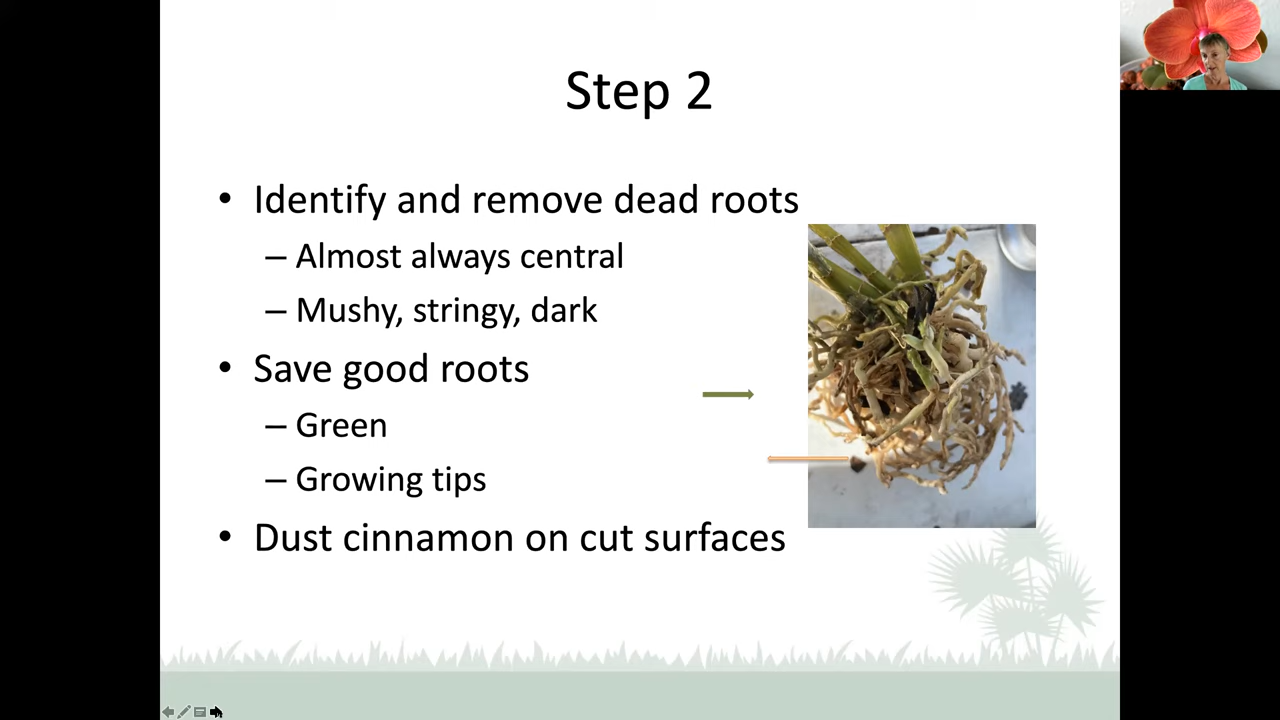 Step 2
• Identify and remove dead roots
– Almost always central
– Mushy, stringy, dark
• Save good roots
– Green
– Growing tips
• Dust cinnamon on cut surfaces